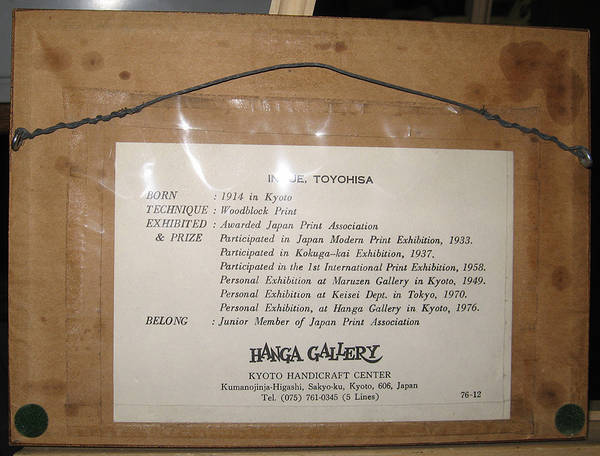 TOYOHISA
BORN : 1914 in Kyoto
TECHNIQUE : Woodblock Print
EXHIBITED : Awarded Japan Print Association
& PRIZE Participated in Japan Modern Print Exhibition, 1933.
Participated in Kokuga-kai Exhibition, 1937.
Participated in the 1st International Print Exhibition, 1958.
Personal Exhibition at Maruzen Gallery in Kyoto, 1949.
Personal Exhibition at Keisei Dept. in Tokyo, 1970.
Personal Exhibition, at Hanga Gallery in Kyoto, 1976.
BELONG : Junior Member of Japan Print Association
HANGA GALLERY
KYOTO HANDICRAFT CENTER
Kumanojinja-Higashi, Sakyo-ku, Kyoto, 606, Japan
Tel. (075) 761-0345 (5 Lines)
76-12